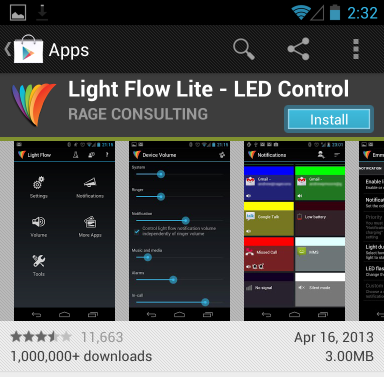 2:32
Apps
Light Flow Lite - LED Control
RAGE CONSULTING
Install
Light Flow
Settings
Notifications
Volume
More Apps
Tools
Device Volume
System
Ringer
Notification
Control light flow notification volume
independently of ringer volume
Music and media
Alarms
In-call
Notifications
Gmail -
Gmail -
Google Talk
Low battery
Missed Call
MMS
No signal
Silent mode
11,663
Apr 16, 2013
1,000,000+ downloads
3.00MB